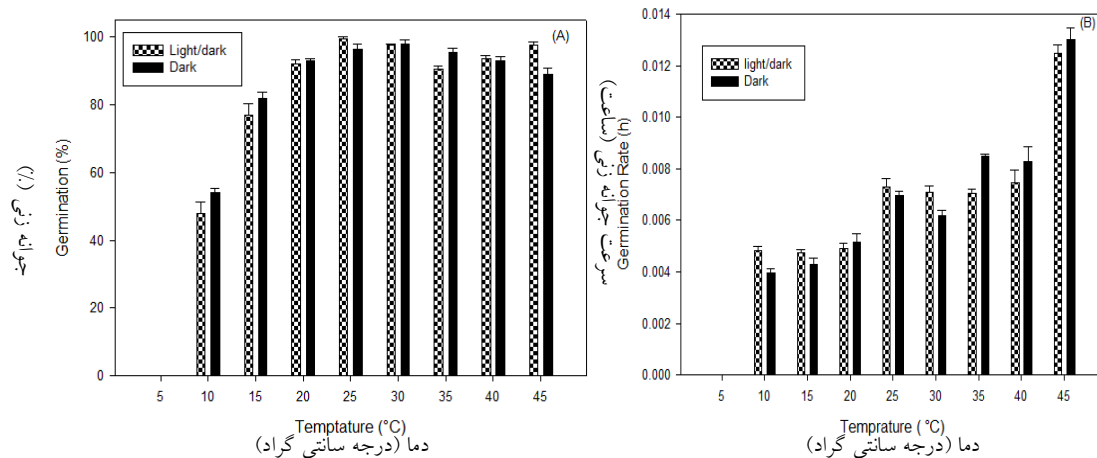 (A)
Light/dark
Dark
100
80
60
40
20
0
Germination (%)
جوانه زنی (٪)
5 10 15 20 25 30 35 40 45
Temptature (°C)
دما (درجه سانتی گراد)
(B)
light/dark
Dark
0.014
0.012
0.010
0.008
0.006
0.004
0.002
0.000
Germination Rate (h)
سرعت جوانه زنی (ساعت)
5 10 15 20 25 30 35 40 45
Temprature (°C)
دما (درجه سانتی گراد)